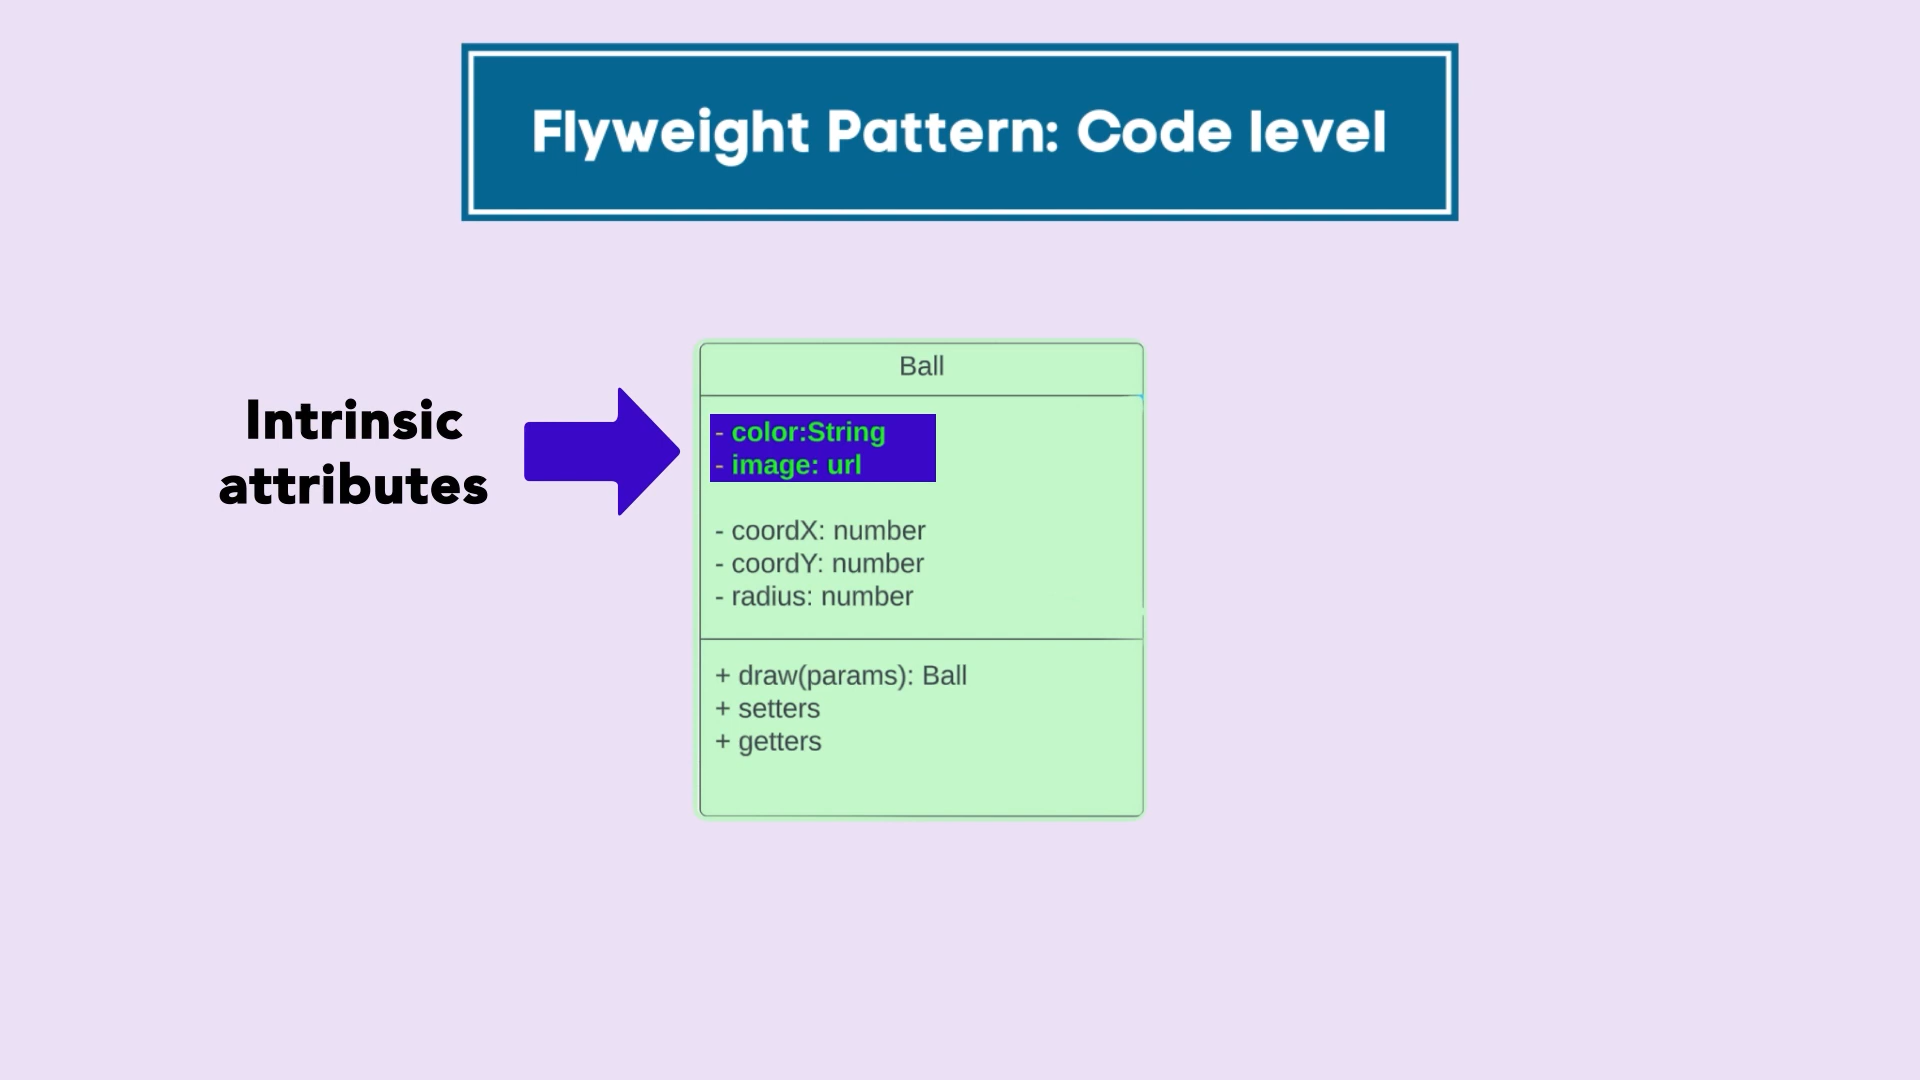 Flyweight Pattern: Code level
Intrinsic
attributes
Ball
- color:String
- image: url
- coordX: number
- coordY: number
- radius: number
+ draw(params): Ball
+ setters
+ getters